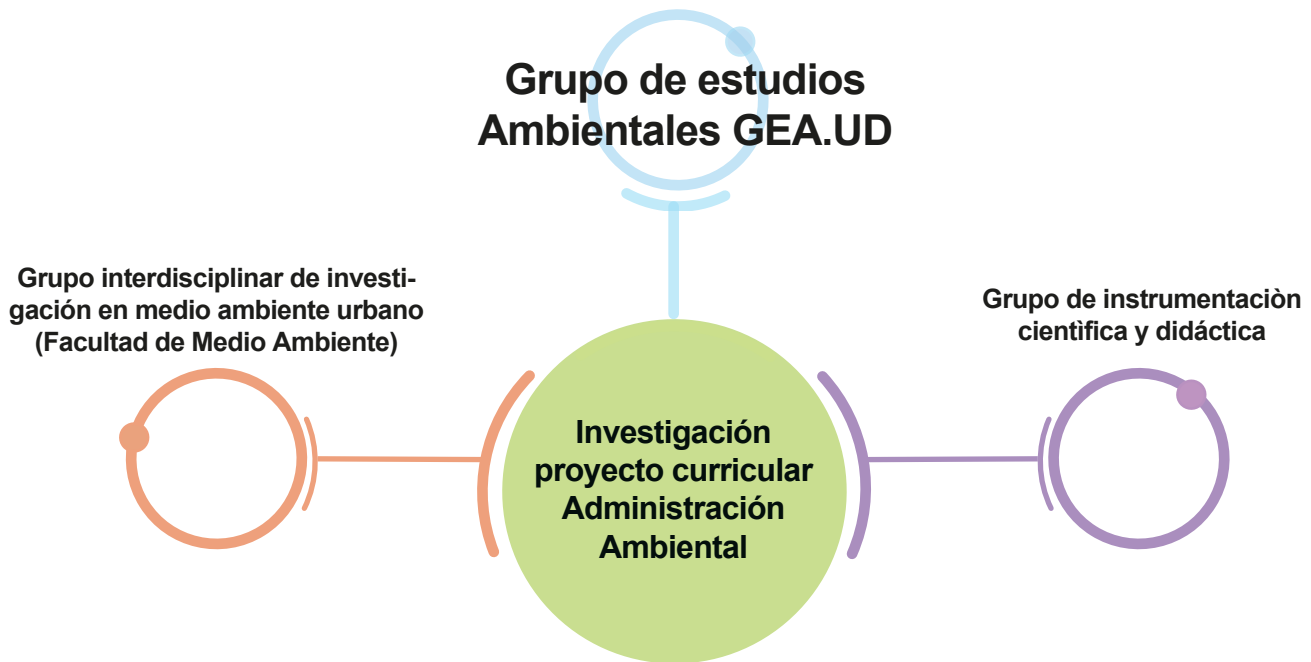 Grupo de estudios
Ambientales GEA.UD
Grupo interdisciplinar de investi-
gación en medio ambiente urbano
(Facultad de Medio Ambiente)
Grupo de instrumentaciòn
cientìfica y didáctica
Investigación
proyecto curricular
Administración
Ambiental